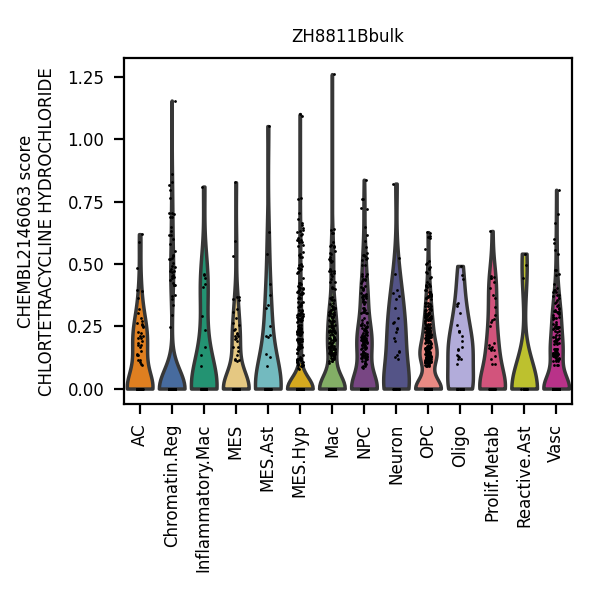 ZH8811Bbulk
CHEMBL2146063 score
CHLORTETRACYCLINE HYDROCHLORIDE
1.25
1.00
0.75
0.50
0.25
0.00
AC
Chromatin.Reg
Inflammatory.Mac
MES
MES.Ast
MES.Hyp
Mac
NPC
Neuron
OPC
Oligo
Prolif.Metab
Reactive.Ast
Vasc